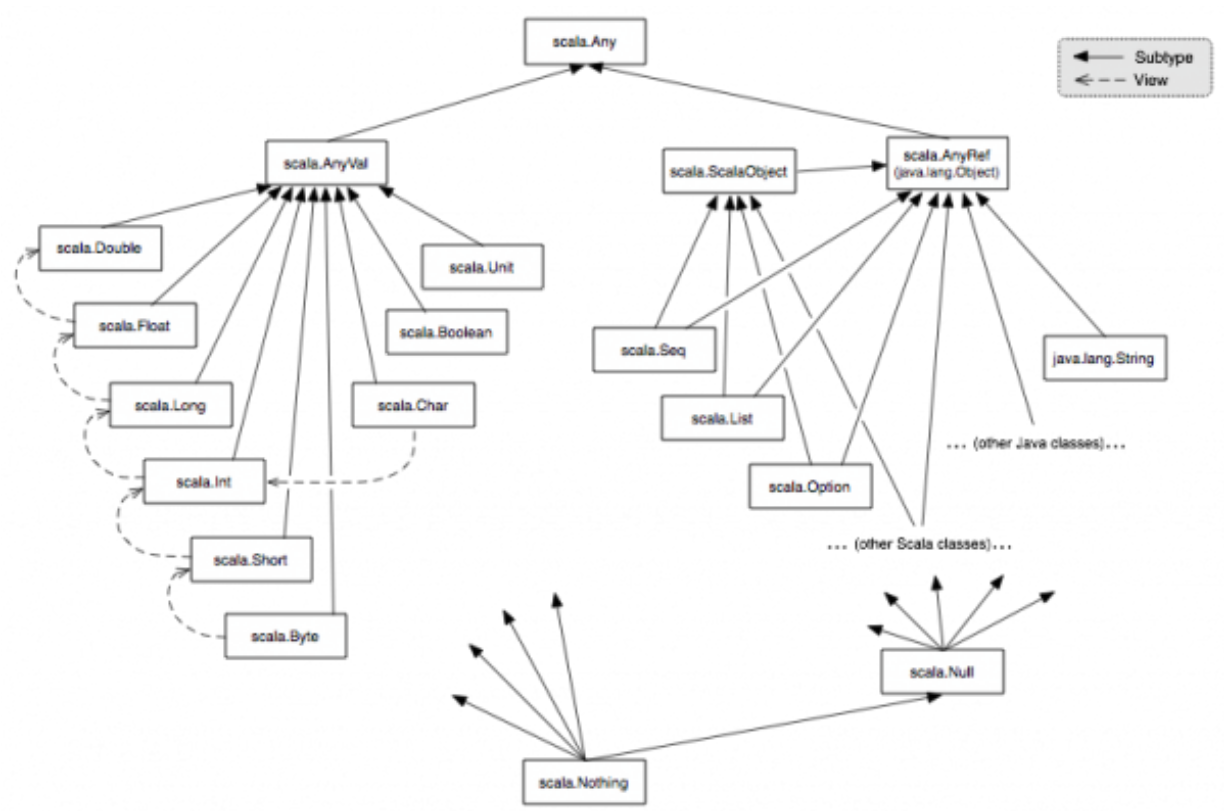 scala.Any
Subtype
View
scala.AnyVal
scala.ScalaObject
scala.AnyRef
(java.lang.Object)
scala.Double
scala.Unit
scala.Float
scala.Boolean
scala.Seq
java.lang.String
scala.Long
scala.Char
scala.List
... (other Java classes)...
scala.Int
scala.Option
scala.Short
... (other Scala classes)...
scala.Byte
scala.Null
scala.Nothing